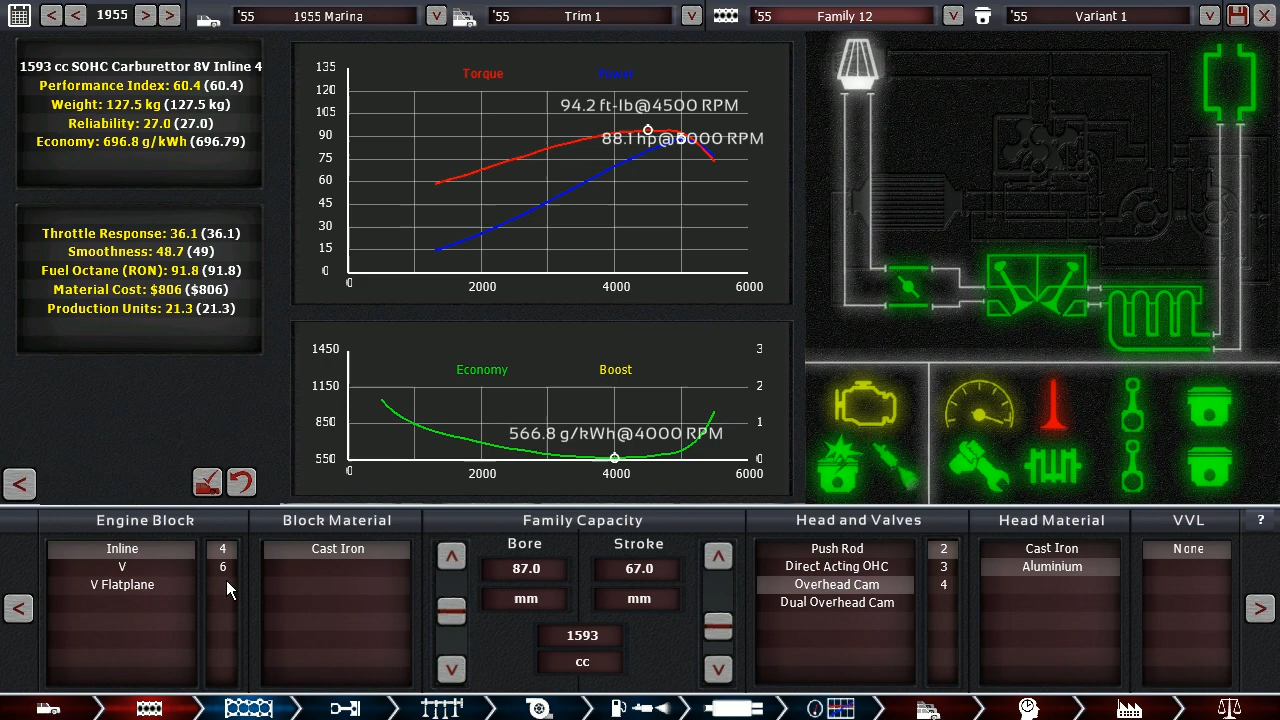 1955
'55 1955 Marina
'55 Trim 1
'55 Family 12
'55 Variant 1
1593 cc SOHC Carburettor 8V Inline 4
Performance Index: 60.4 (60.4)
Weight: 127.5 kg (127.5 kg)
Reliability: 27.0 (27.0)
Economy: 696.8 g/kWh (696.79)
Throttle Response: 36.1 (36.1)
Smoothness: 48.7 (49)
Fuel Octane (RON): 91.8 (91.8)
Material Cost: $806 ($806)
Production Units: 21.3 (21.3)
135
120
105
90
75
60
45
30
15
0
Torque
Power
94.2 ft-lb@4500 RPM
88.1 hp@5000 RPM
0 2000 4000 6000
1450
1150
850
550
Economy
Boost
3
2
1
0
566.8 g/kWh@4000 RPM
0 2000 4000 6000
Engine Block
Inline 4
V 6
V Flatplane
Block Material
Cast Iron
Family Capacity
Bore Stroke
87.0 67.0
mm mm
1593
cc
Head and Valves
Push Rod 2
Direct Acting OHC 3
Overhead Cam 4
Dual Overhead Cam
Head Material
Cast Iron
Aluminium
VVL
None
?